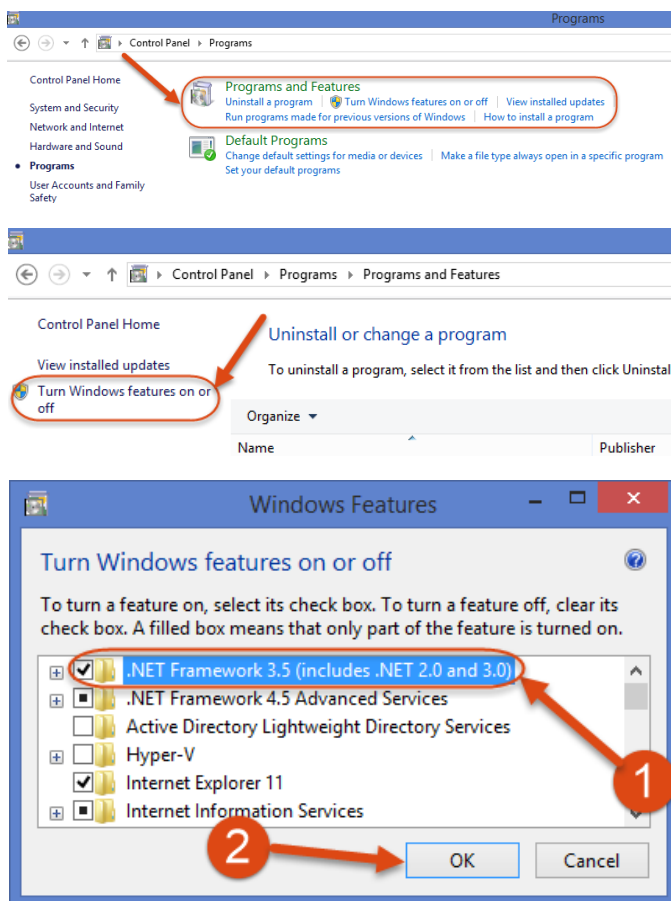 Programs
Control Panel Programs
Control Panel Home
System and Security
Network and Internet
Hardware and Sound
Programs
User Accounts and Family
Safety
Programs and Features
Uninstall a program Turn Windows features on or off View installed updates
Run programs made for previous versions of Windows How to install a program
Default Programs
Change default settings for media or devices Make a file type always open in a specific program
Set your default programs
Control Panel Programs Programs and Features
Control Panel Home
View installed updates
Turn Windows features on or
off
Uninstall or change a program
To uninstall a program, select it from the list and then click Uninstal
Organize
Name Publisher
Windows Features
Turn Windows features on or off
To turn a feature on, select its check box. To turn a feature off, clear its
check box. A filled box means that only part of the feature is turned on.
.NET Framework 3.5 (includes .NET 2.0 and 3.0)
.NET Framework 4.5 Advanced Services
Active Directory Lightweight Directory Services
Hyper-V
Internet Explorer 11
Internet Information Services
1
2
OK Cancel